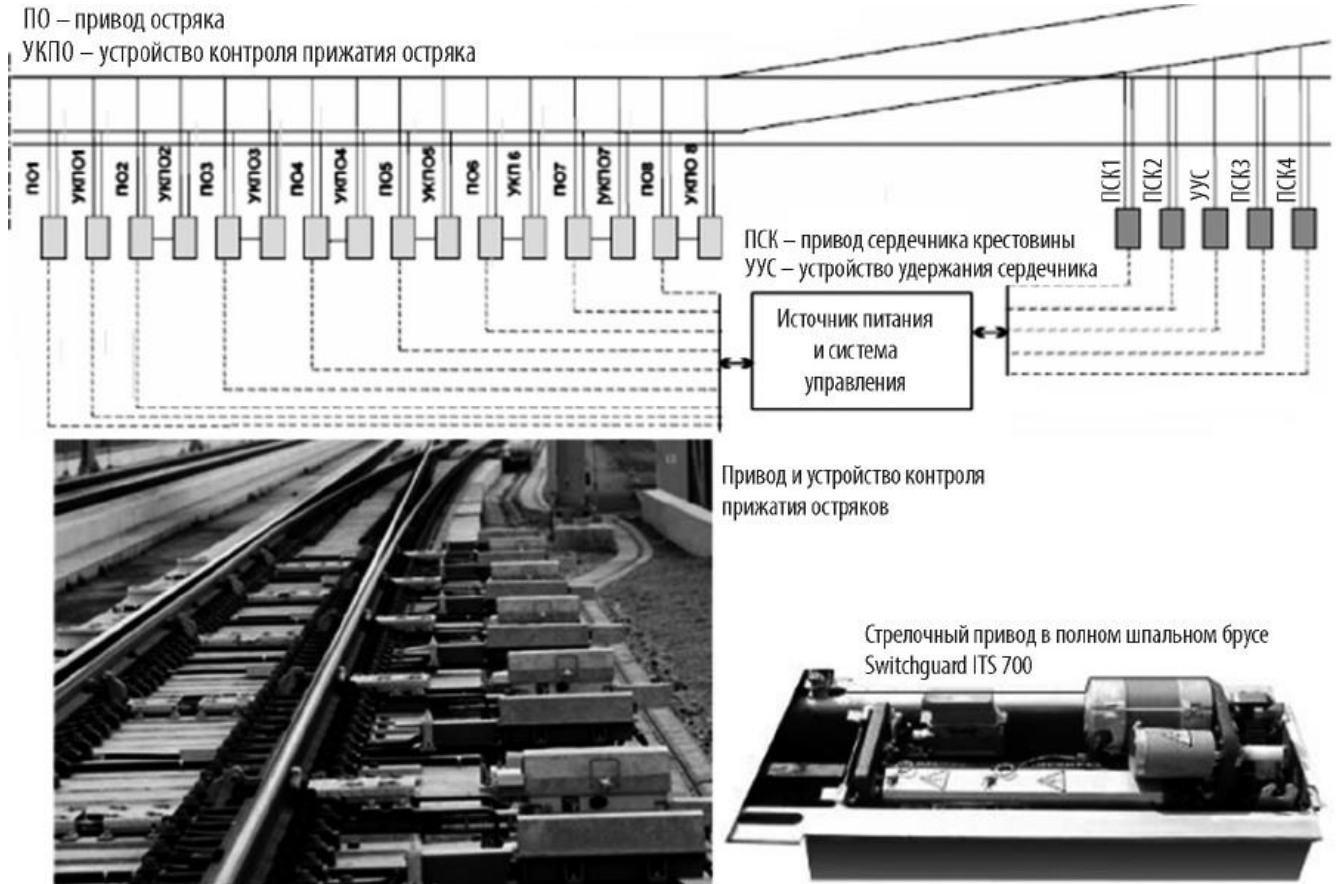 ПО – привод остряка
УКПО – устройство контроля прижатия остряка
ПО1
УКПО1
ПО2
УКПО2
ПО3
УКПО3
ПО4
УКПО4
ПО5
УКПО5
ПО6
УКП 6
ПО7
(УКПО7
ПО8
УКПО 8
ПСК1
ПСК2
УУС
ПСК3
ПСК4
ПСК – привод сердечника крестовины
УУС – устройство удержания сердечника
Источник питания
и система
управления
Привод и устройство контроля
прижатия остряков
Стрелочный привод в полном шпальном брусе
Switchguard ITS 700